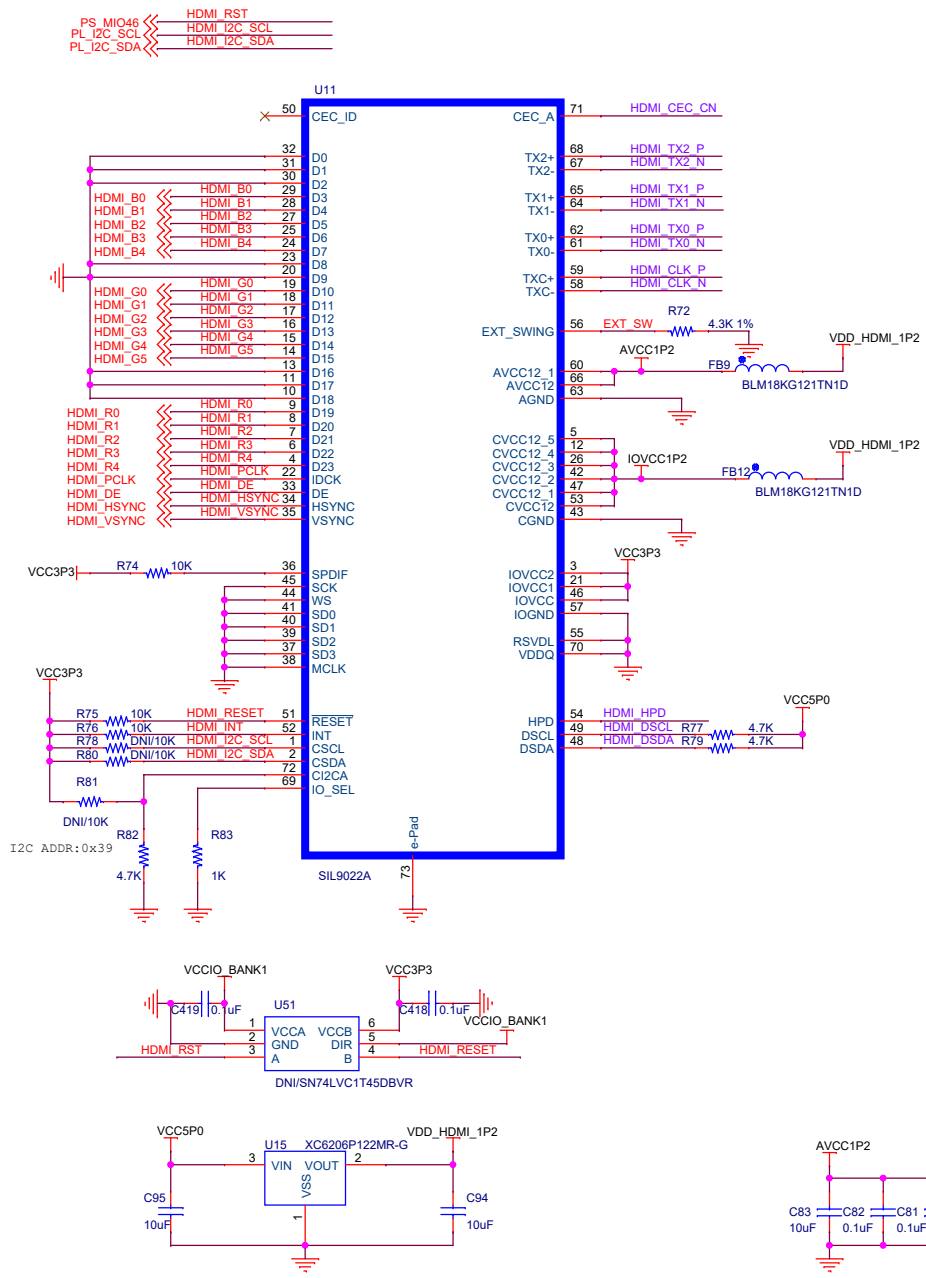 PS_MIO46 HDMI_RST
PL_I2C_SCL HDMI_I2C_SCL
PL_I2C_SDA HDMI_I2C_SDA
U11
50 CEC_ID CEC_A 71 HDMI_CEC_CN
32 D0 TX2+ 68 HDMI_TX2_P
31 D1 TX2- 67 HDMI_TX2_N
30 D2
HDMI_B0 HDMI_B0 29 D3 TX1+ 65 HDMI_TX1_P
HDMI_B1 HDMI_B1 28 D4 TX1- 64 HDMI_TX1_N
HDMI_B2 HDMI_B2 27 D5
HDMI_B3 HDMI_B3 25 D6 TX0+ 62 HDMI_TX0_P
HDMI_B4 HDMI_B4 24 D7 TX0- 61 HDMI_TX0_N
23 D8
20 D9 TXC+ 59 HDMI_CLK_P
HDMI_G0 HDMI_G0 19 D10 TXC- 58 HDMI_CLK_N
HDMI_G1 HDMI_G1 18 D11
HDMI_G2 HDMI_G2 17 D12 R72
HDMI_G3 HDMI_G3 16 D13 EXT_SWING 56 EXT_SW 4.3K 1%
HDMI_G4 HDMI_G4 15 D14 VDD_HDMI_1P2
HDMI_G5 HDMI_G5 14 D15 AVCC1P2
13 D16 AVCC12_1 60 FB9
11 D17 AVCC12 66 BLM18KG121TN1D
10 D18 AGND 63
HDMI_R0 HDMI_R0 9 D19
HDMI_R1 HDMI_R1 8 D20
HDMI_R2 HDMI_R2 7 D21 CVCC12_5 5 VDD_HDMI_1P2
HDMI_R3 HDMI_R3 6 D22 CVCC12_4 12
HDMI_R4 HDMI_R4 4 D23 CVCC12_3 26 IOVCC1P2
HDMI_PCLK HDMI_PCLK 22 IDCK CVCC12_2 42 FB12
HDMI_DE HDMI_DE 33 DE CVCC12_1 47 BLM18KG121TN1D
HDMI_HSYNC HDMI_HSYNC 34 HSYNC CVCC12 53
HDMI_VSYNC HDMI_VSYNC 35 VSYNC CGND 43
VCC3P3
VCC3P3 R74 10K 36 SPDIF IOVCC2 3
45 SCK IOVCC1 21
44 WS IOVCC 46
41 SD0 IOGND 57
40 SD1
39 SD2 RSVDL 55
37 SD3 VDDQ 70
38 MCLK
VCC3P3 VCC5P0
R75 10K HDMI_RESET 51 RESET HPD 54 HDMI_HPD
R76 10K HDMI_INT 52 INT DSCL 49 HDMI_DSCL R77 4.7K
R78 DNI/10K HDMI_I2C_SCL 1 CSCL DSDA 48 HDMI_DSDA R79 4.7K
R80 DNI/10K HDMI_I2C_SDA 2 CSDA
72 CI2CA
R81 69 IO_SEL
DNI/10K
R82 R83
I2C ADDR:0x39
4.7K 1K
e-Pad
73
SIL9022A
VCCIO_BANK1 VCC3P3
C419 0.1uF U51 C418 0.1uF
VCCIO_BANK1
1 VCCA VCCB 6
2 GND DIR 5
HDMI_RST 3 A B 4 HDMI_RESET
DNI/SN74LVC1T45DBVR
VCC5P0 VDD_HDMI_1P2
U15 XC6206P122MR-G
3 VIN VOUT 2
VSS
1
C95 C94
10uF 10uF
AVCC1P2
C83 C82 C81
10uF 0.1uF 0.1uF